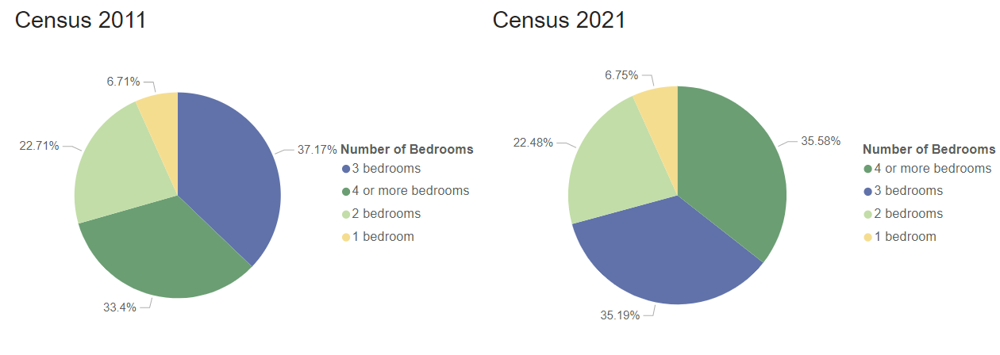 Census 2011
6.71%
22.71%
37.17%
33.4%
Number of Bedrooms
3 bedrooms
4 or more bedrooms
2 bedrooms
1 bedroom
Census 2021
6.75%
22.48%
35.58%
35.19%
Number of Bedrooms
4 or more bedrooms
3 bedrooms
2 bedrooms
1 bedroom